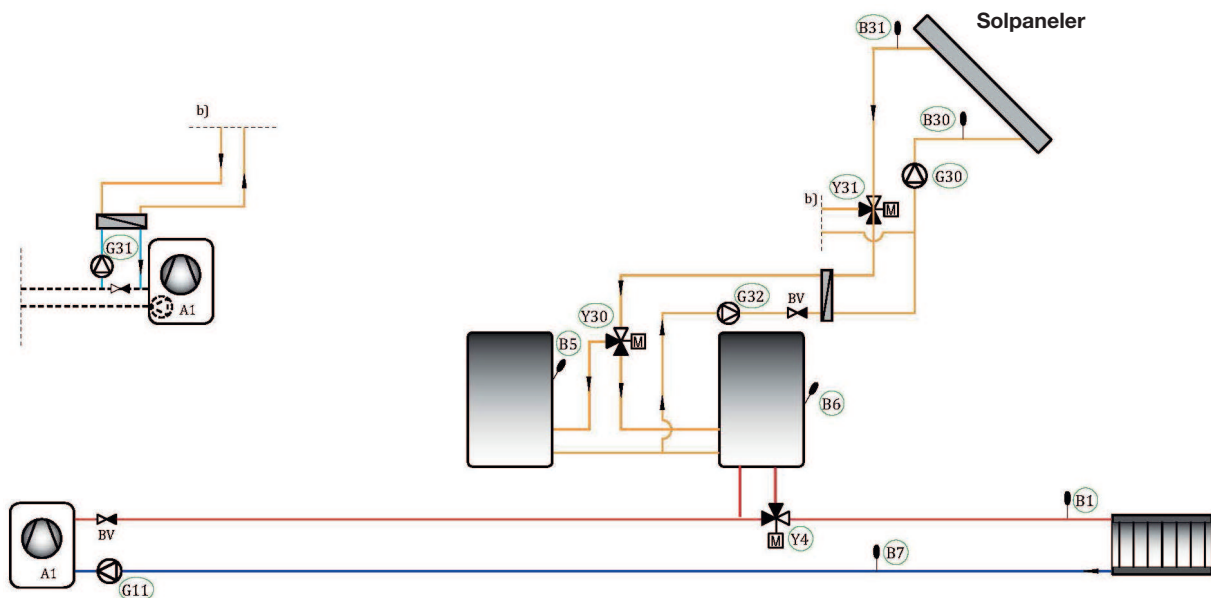 Solpaneler
B31
B30
b)
G30
Y31
M
b)
G31
G32
BV
Y30
M
B5
A1
B6
B1
BV
Y4
M
B7
A1
G11